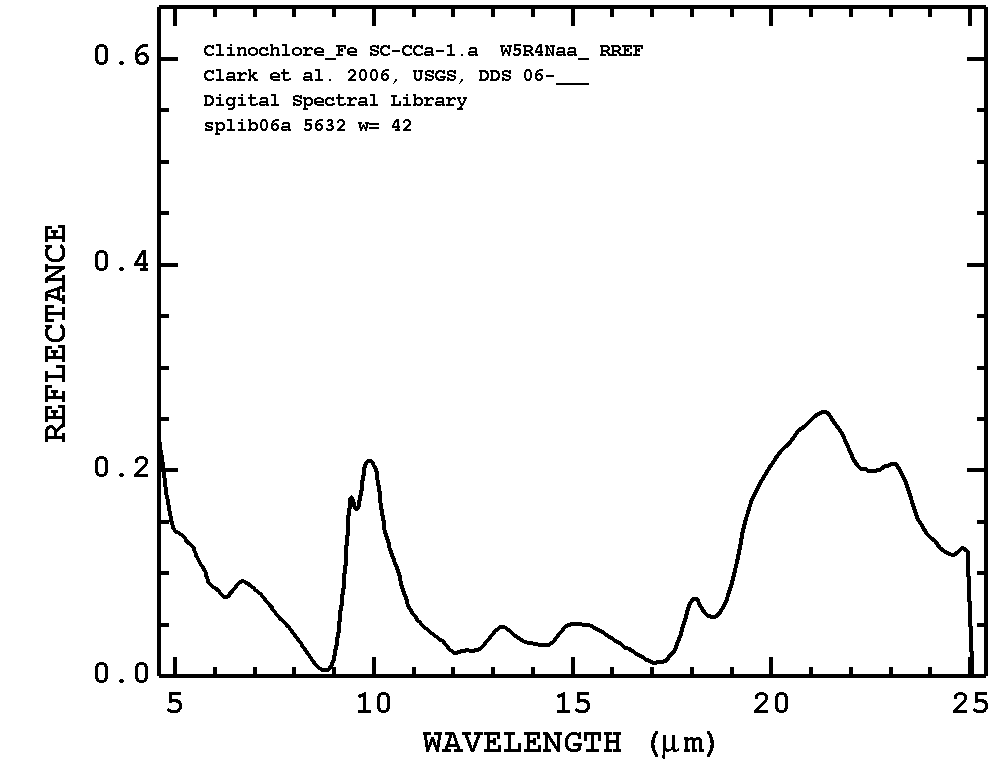 Clinochlore_Fe SC-CCa-1.a  W5R4Naa_ RREF
Clark et al. 2006, USGS, DDS 06-___
Digital Spectral Library
splib06a 5632 w= 42
REFLECTANCE
0.6
0.4
0.2
0.0
5 10 15 20 25
WAVELENGTH (μm)